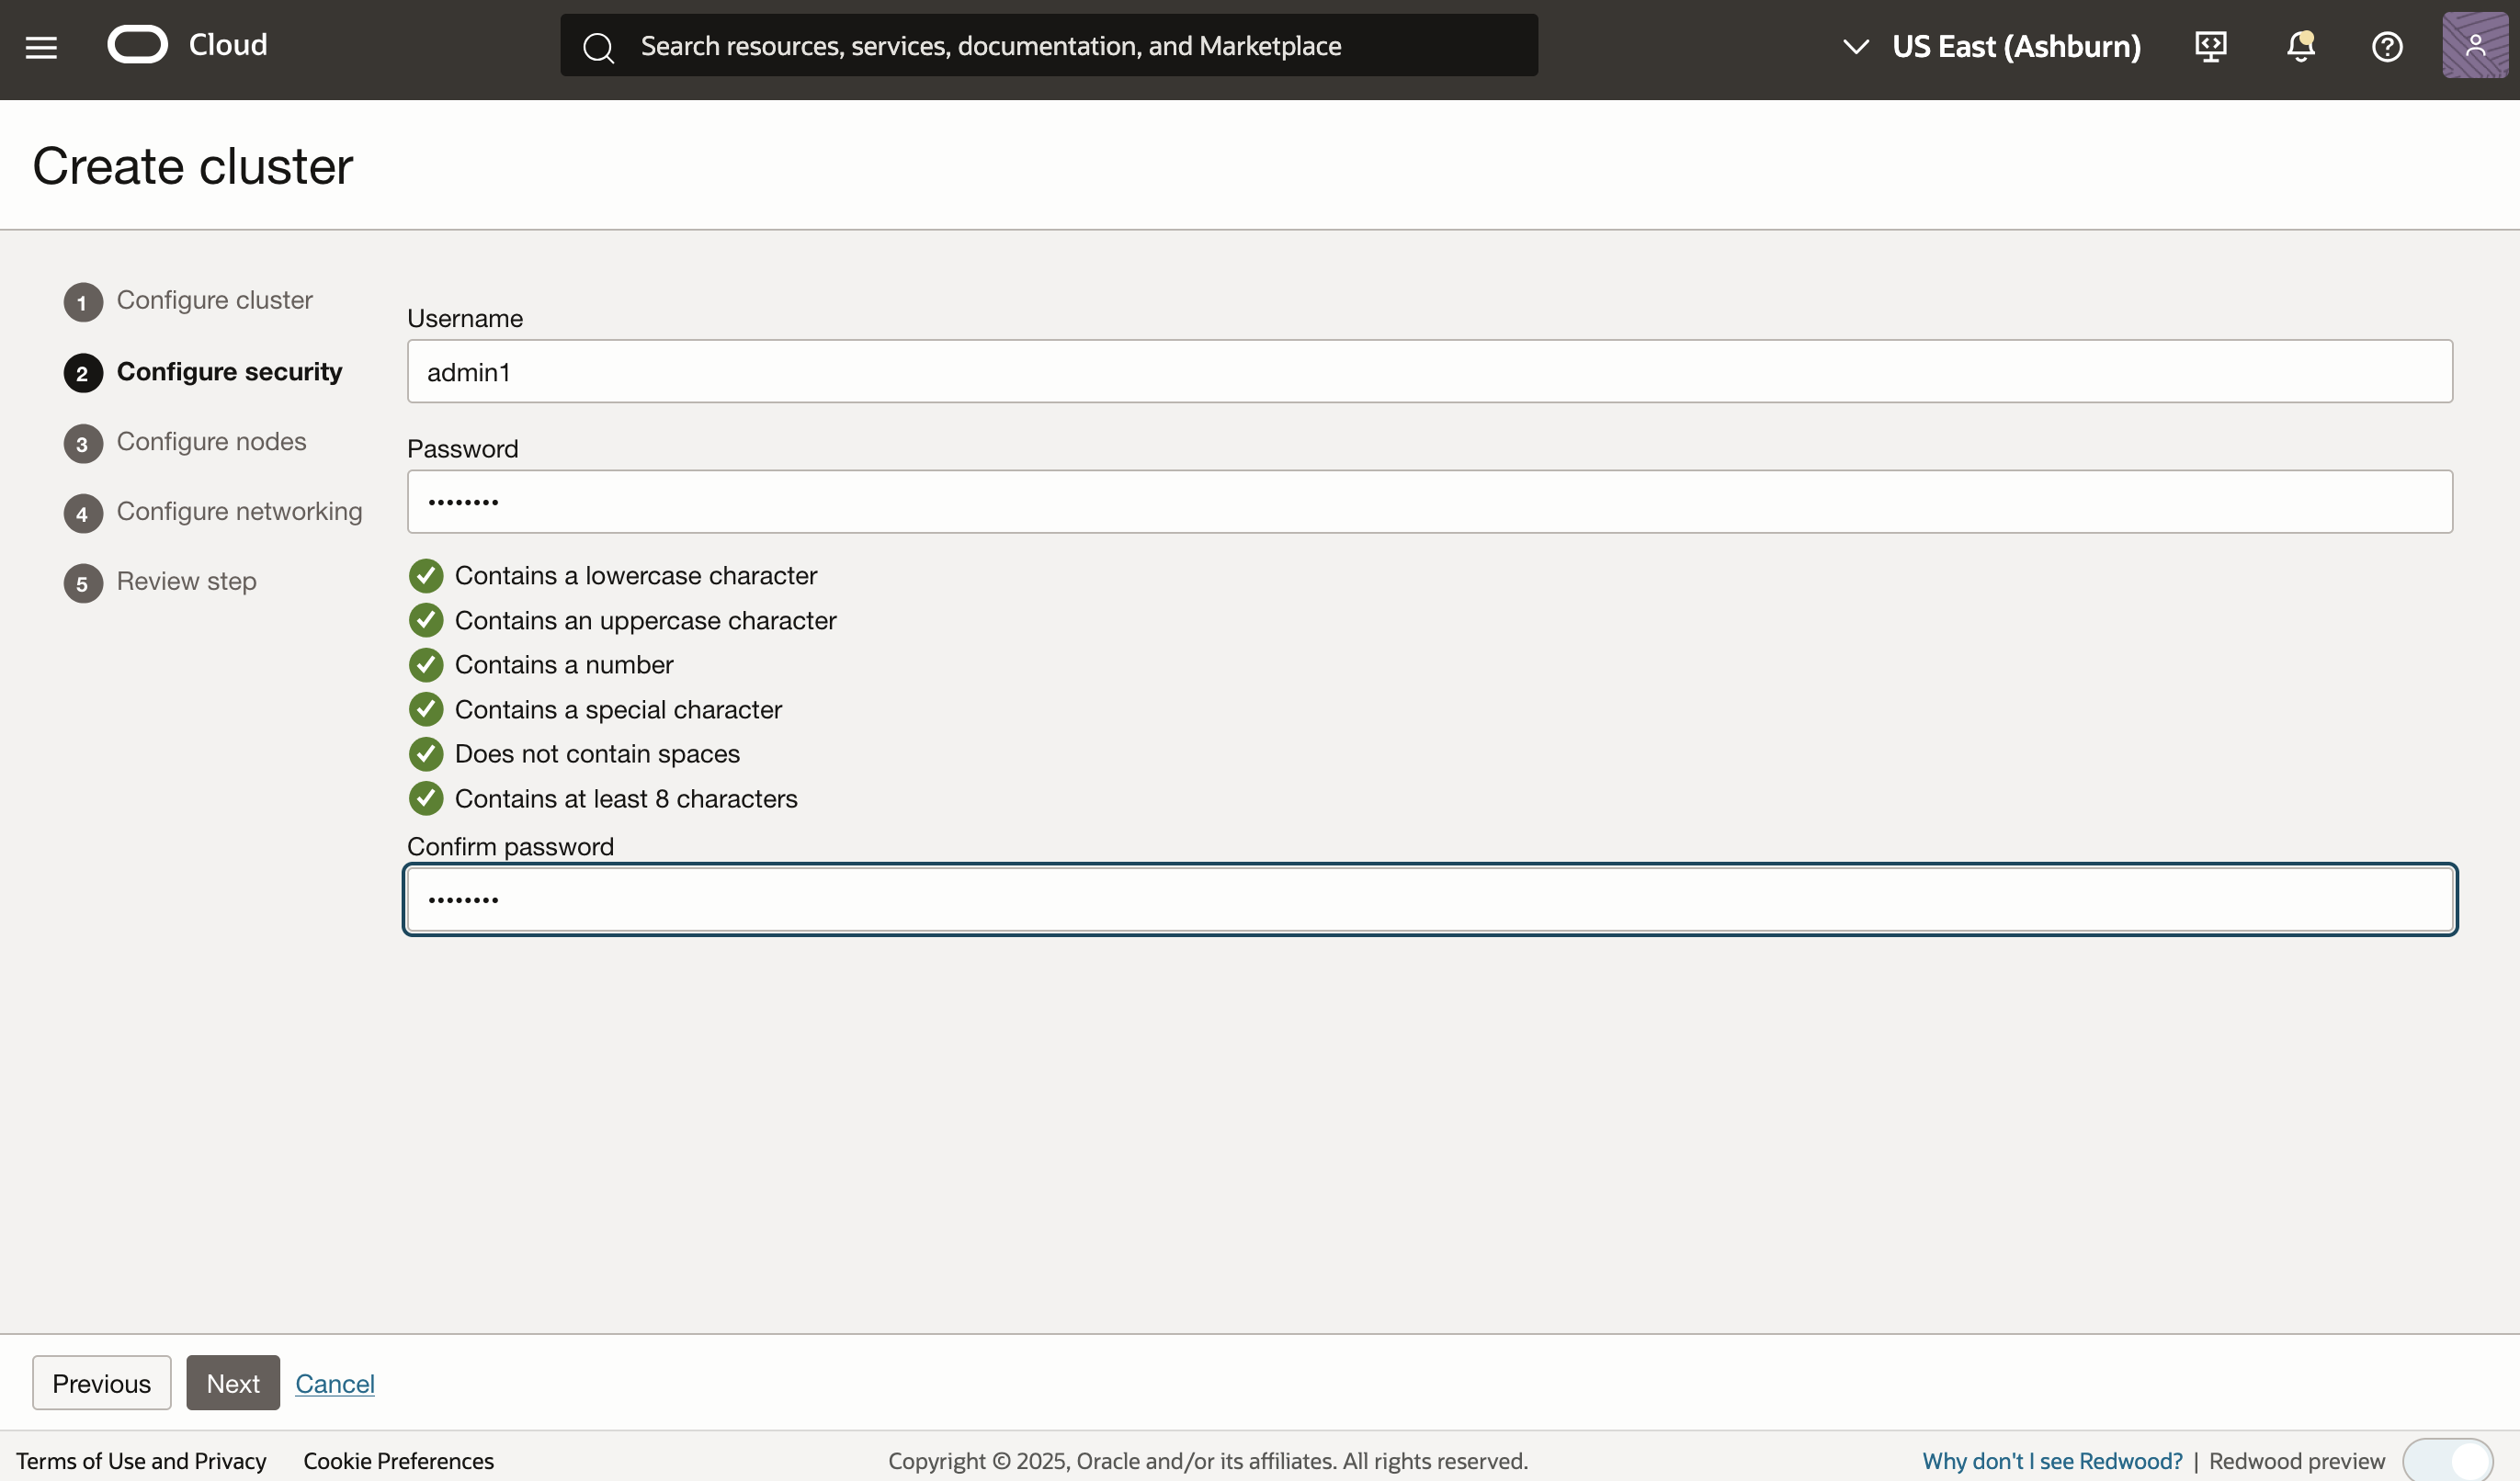 Cloud
Search resources, services, documentation, and Marketplace
US East (Ashburn)
Create cluster
1 Configure cluster
2 Configure security
3 Configure nodes
4 Configure networking
5 Review step
Username
admin1
Password
••••••••
Contains a lowercase character
Contains an uppercase character
Contains a number
Contains a special character
Does not contain spaces
Contains at least 8 characters
Confirm password
••••••••
Previous Next Cancel
Terms of Use and Privacy Cookie Preferences Copyright © 2025, Oracle and/or its affiliates. All rights reserved. Why don't I see Redwood? | Redwood preview